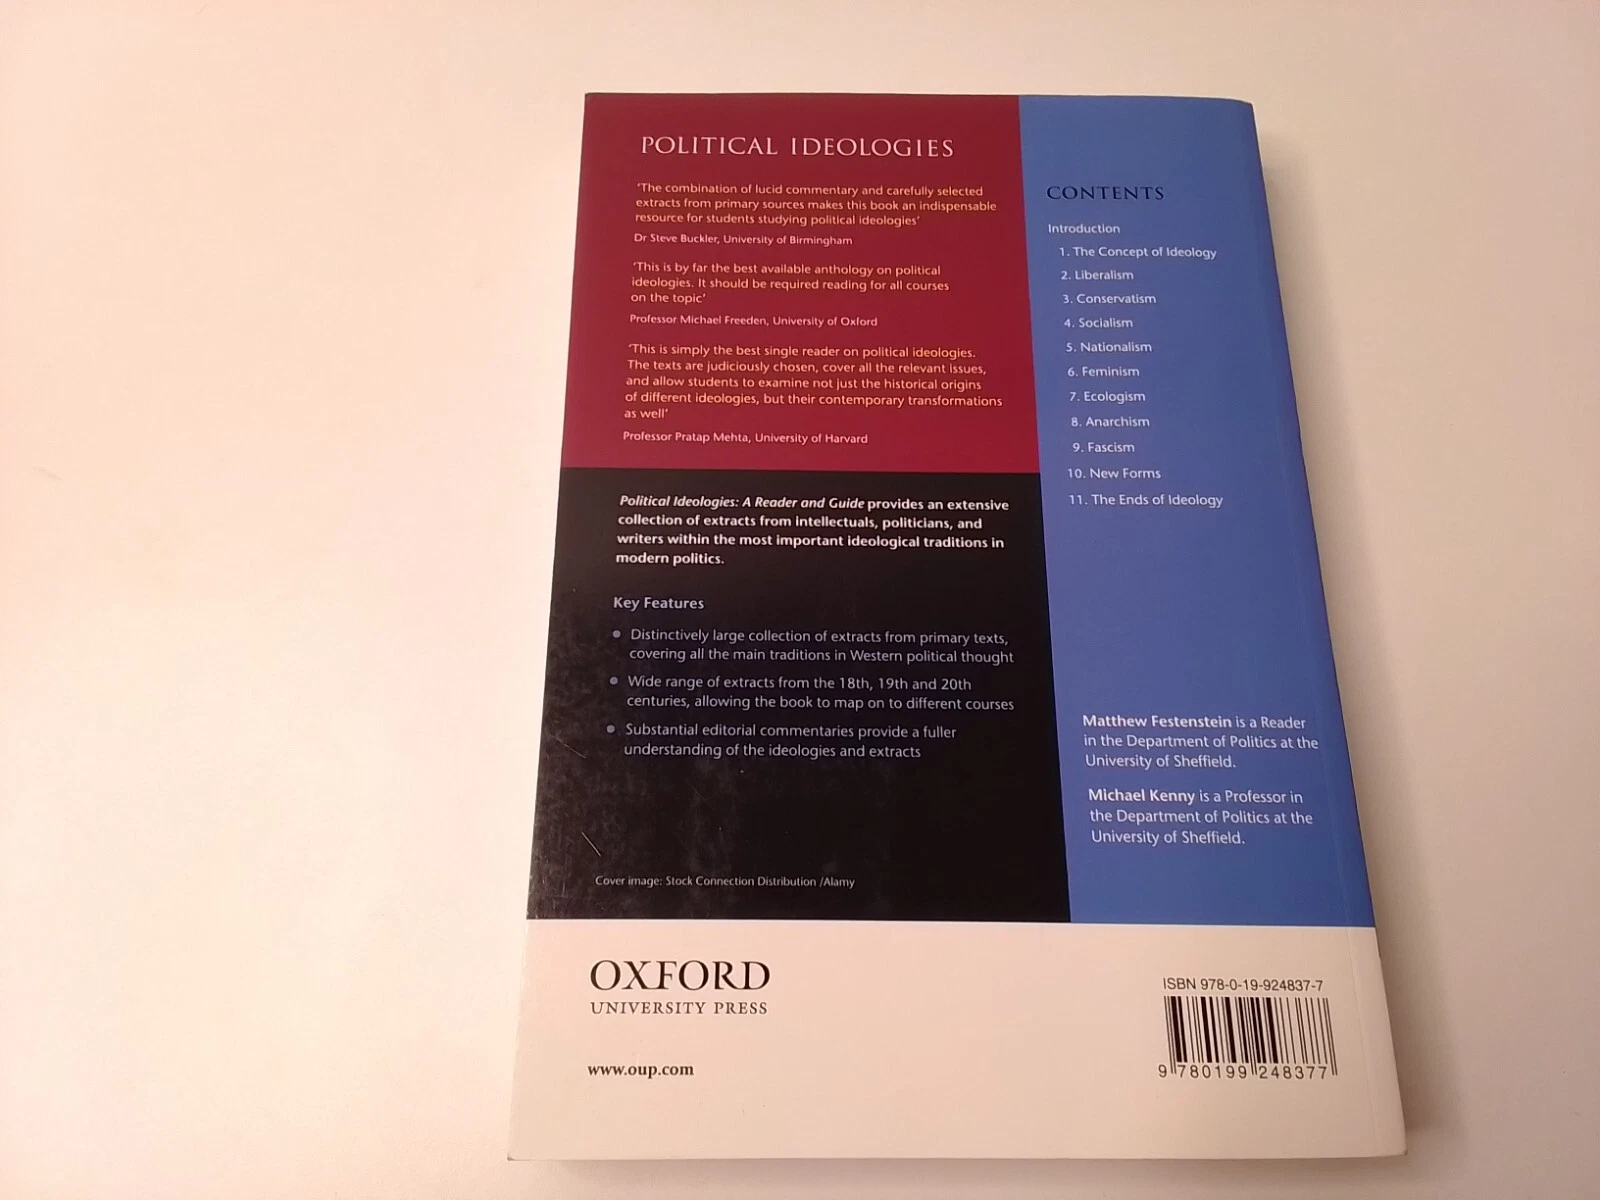 POLITICAL IDEOLOGIES
‘The combination of lucid commentary and carefully selected
extracts from primary sources makes this book an indispensable
resource for students studying political ideologies’
Dr Steve Buckler, University of Birmingham
‘This is by far the best available anthology on political
ideologies. It should be required reading for all courses
on the topic’
Professor Michael Freeden, University of Oxford
‘This is simply the best single reader on political ideologies.
The texts are judiciously chosen, cover all the relevant issues,
and allow students to examine not just the historical origins
of different ideologies, but their contemporary transformations
as well’
Professor Pratap Mehta, University of Harvard
Political Ideologies: A Reader and Guide provides an extensive
collection of extracts from intellectuals, politicians, and
writers within the most important ideological traditions in
modern politics.
Key Features
• Distinctively large collection of extracts from primary texts,
covering all the main traditions in Western political thought
• Wide range of extracts from the 18th, 19th and 20th
centuries, allowing the book to map on to different courses
• Substantial editorial commentaries provide a fuller
understanding of the ideologies and extracts
Cover image: Stock Connection Distribution /Alamy
CONTENTS
Introduction
1. The Concept of Ideology
2. Liberalism
3. Conservatism
4. Socialism
5. Nationalism
6. Feminism
7. Ecologism
8. Anarchism
9. Fascism
10. New Forms
11. The Ends of Ideology
Matthew Festenstein is a Reader
in the Department of Politics at the
University of Sheffield.
Michael Kenny is a Professor in
the Department of Politics at the
University of Sheffield.
OXFORD
UNIVERSITY PRESS
www.oup.com
ISBN 978-0-19-924837-7
9 780199 248377